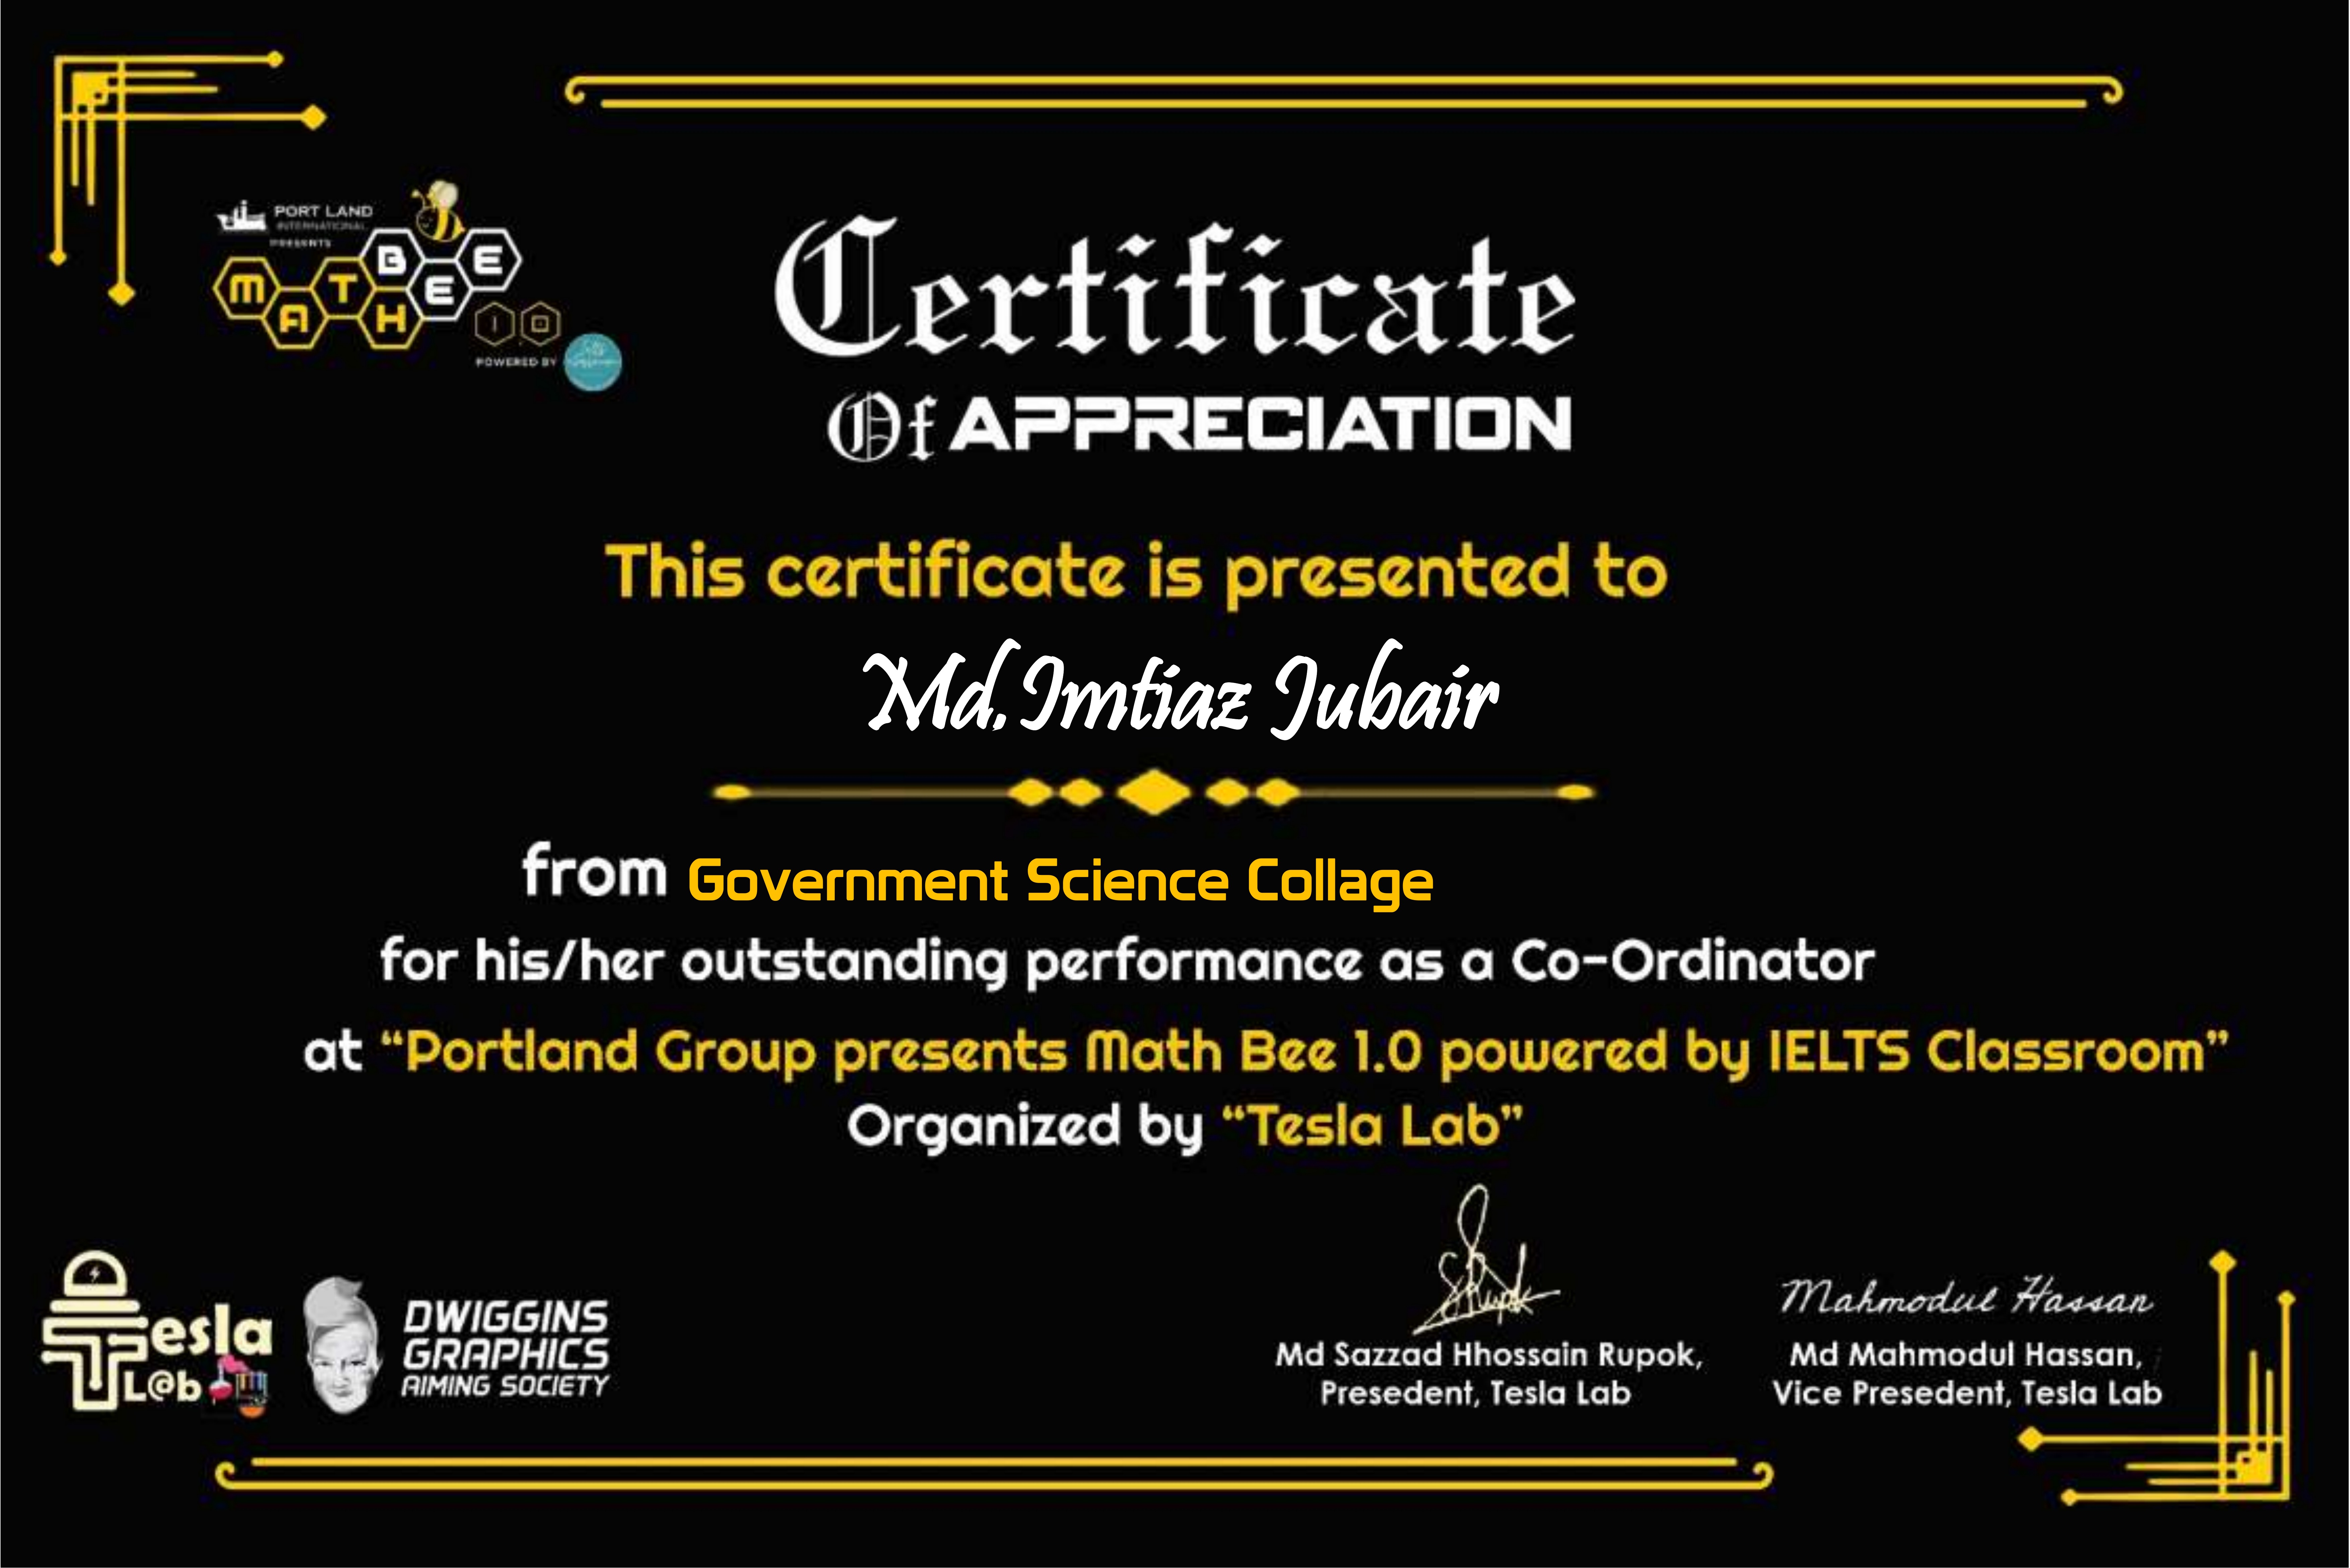 PORT LAND
INTERNATIONAL
PRESENTS
MATH BEE
1.0
POWERED BY
Certificate
Of APPRECIATION
This certificate is presented to
Md.Imtiaz Jubair
from Government Science Collage
for his/her outstanding performance as a Co-Ordinator
at “Portland Group presents Math Bee 1.0 powered by IELTS Classroom”
Organized by “Tesla Lab”
Tesla
L@b
DWIGGINS
GRAPHICS
AIMING SOCIETY
Mahmodul Hassan
Md Sazzad Hhossain Rupok,
Presedent, Tesla Lab
Md Mahmodul Hassan,
Vice Presedent, Tesla Lab